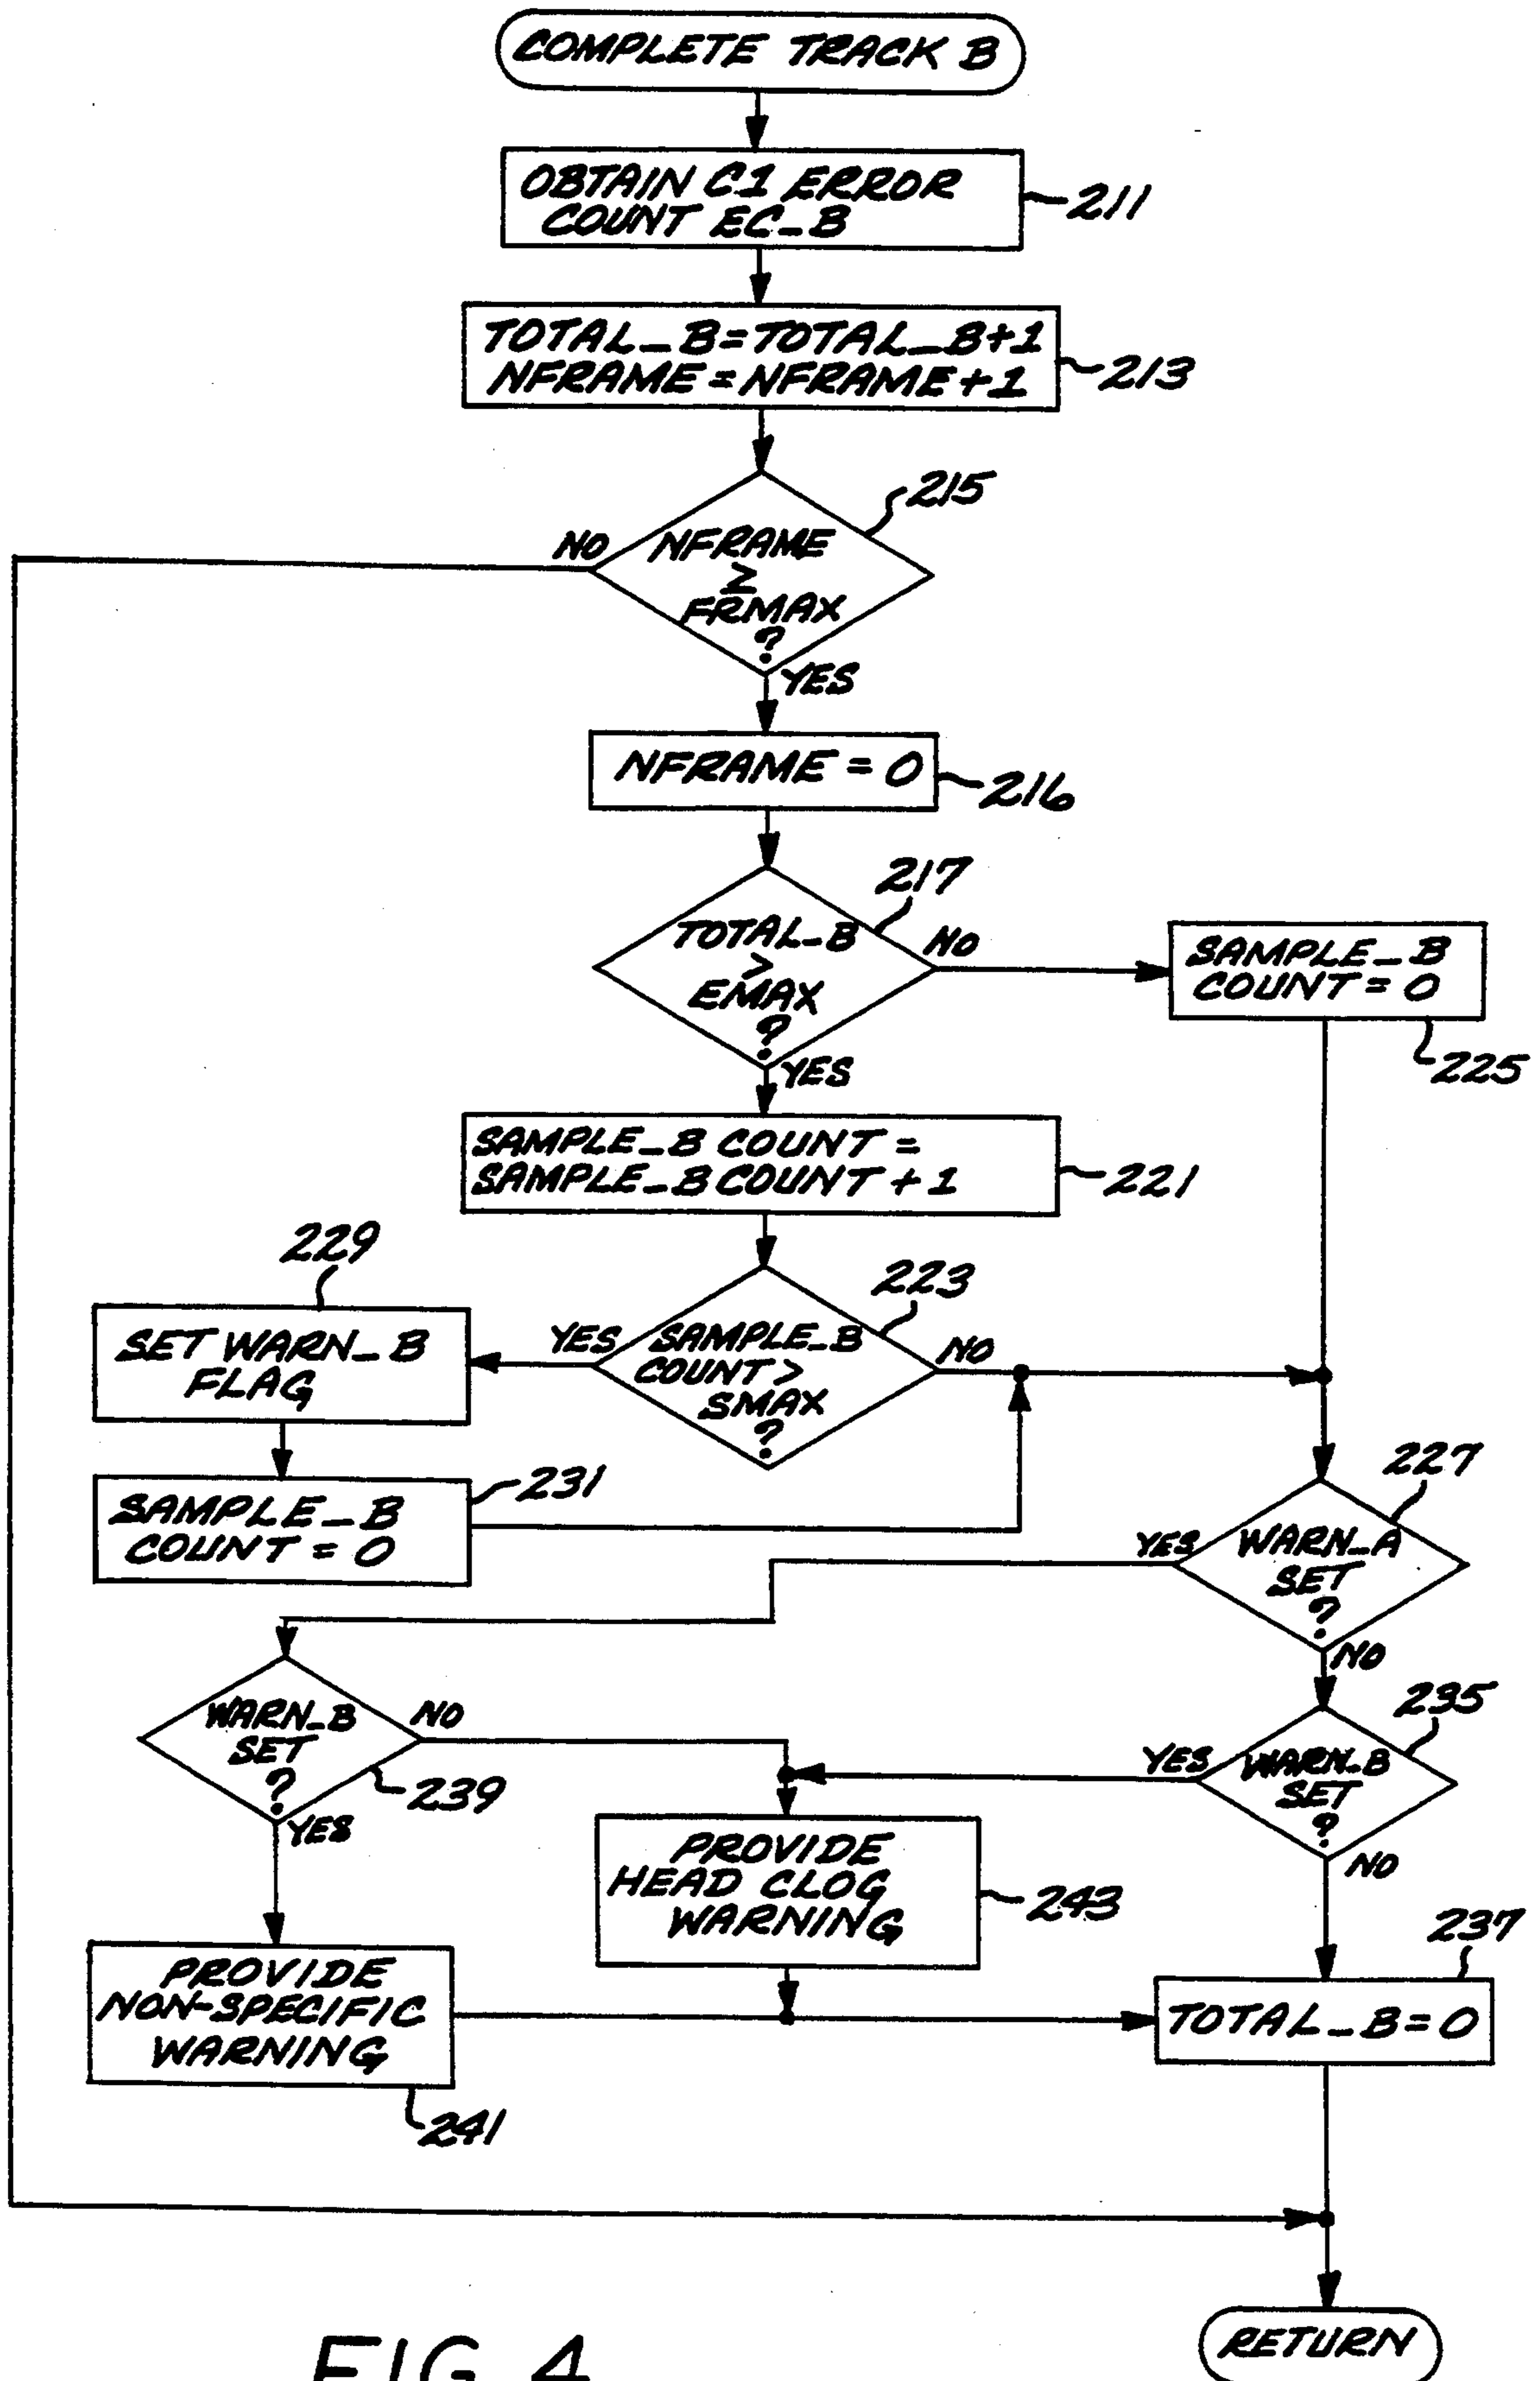 COMPLETE TRACK B
OBTAIN C1 ERROR
COUNT EC_B
211
TOTAL_B=TOTAL_B+1
NFRAME=NFRAME+1
213
215
NO
NFRAME
≥
FRMAX
?
YES
NFRAME = 0
216
217
TOTAL_B
>
EMAX
?
NO
YES
SAMPLE_B
COUNT = 0
225
SAMPLE_B COUNT =
SAMPLE_B COUNT + 1
221
229
223
SET WARN_B
FLAG
YES
SAMPLE_B
COUNT >
SMAX
?
NO
231
SAMPLE_B
COUNT = 0
227
YES
WARN_A
SET
?
NO
WARN_B
SET
?
NO
239
YES
235
YES
WARN_B
SET
?
NO
PROVIDE
HEAD CLOG
WARNING
243
237
PROVIDE
NON-SPECIFIC
WARNING
241
TOTAL_B=0
RETURN
FIG 4